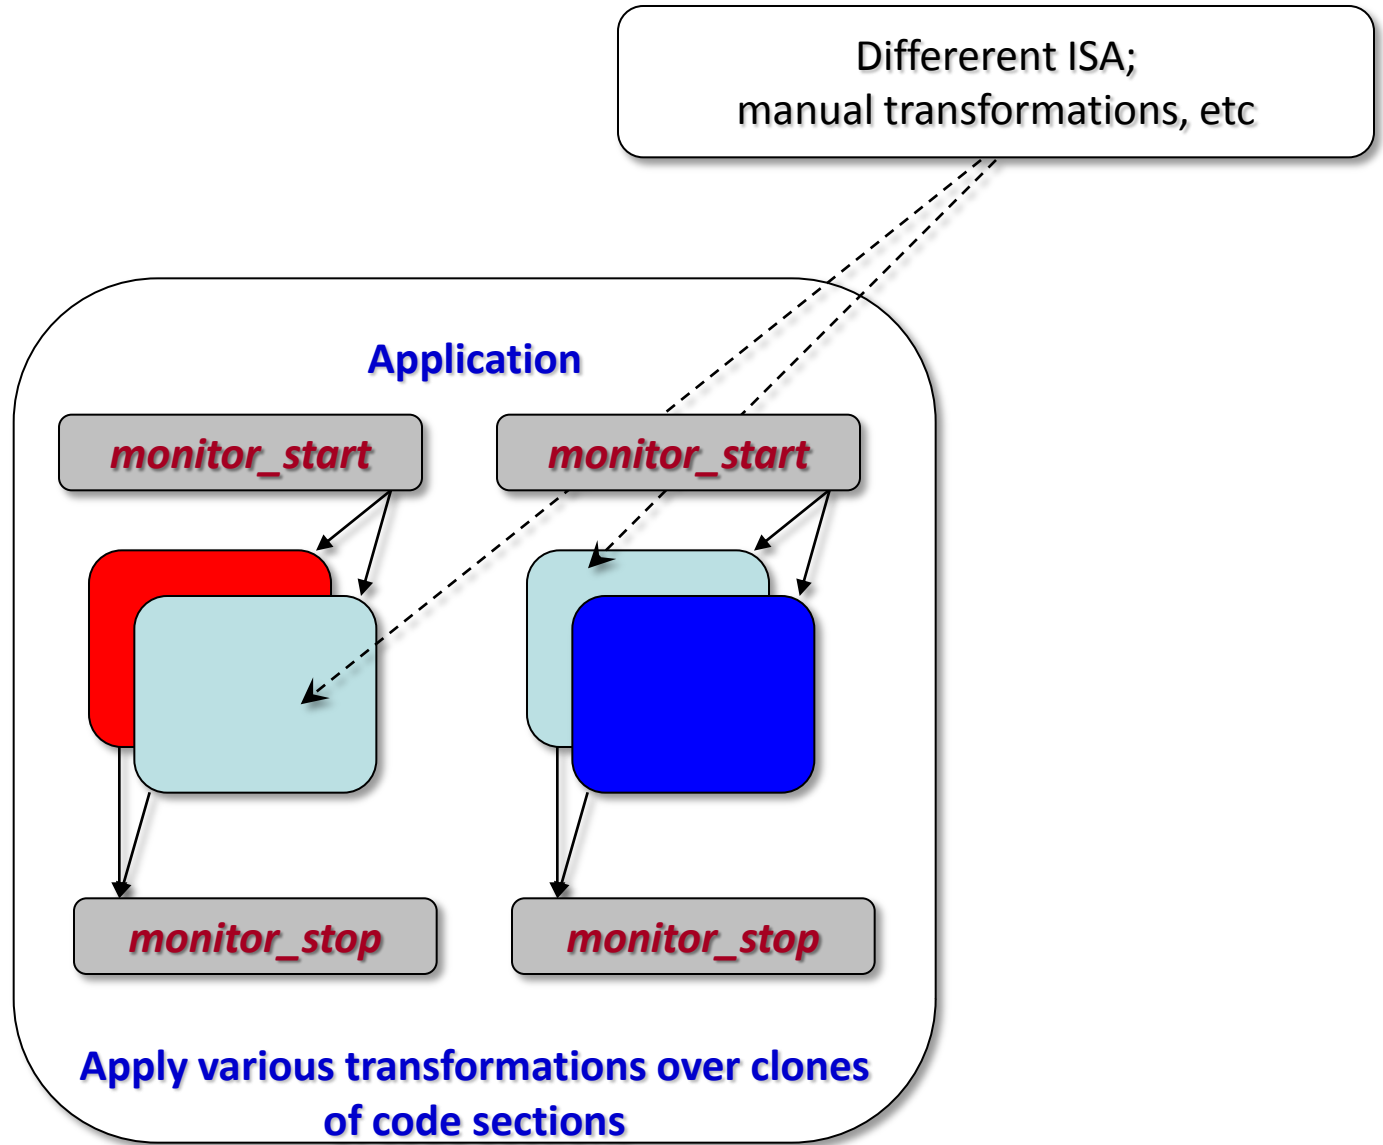 Differerent ISA;
manual transformations, etc
Application
monitor_start
monitor_start
monitor_stop
monitor_stop
Apply various transformations over clones
of code sections